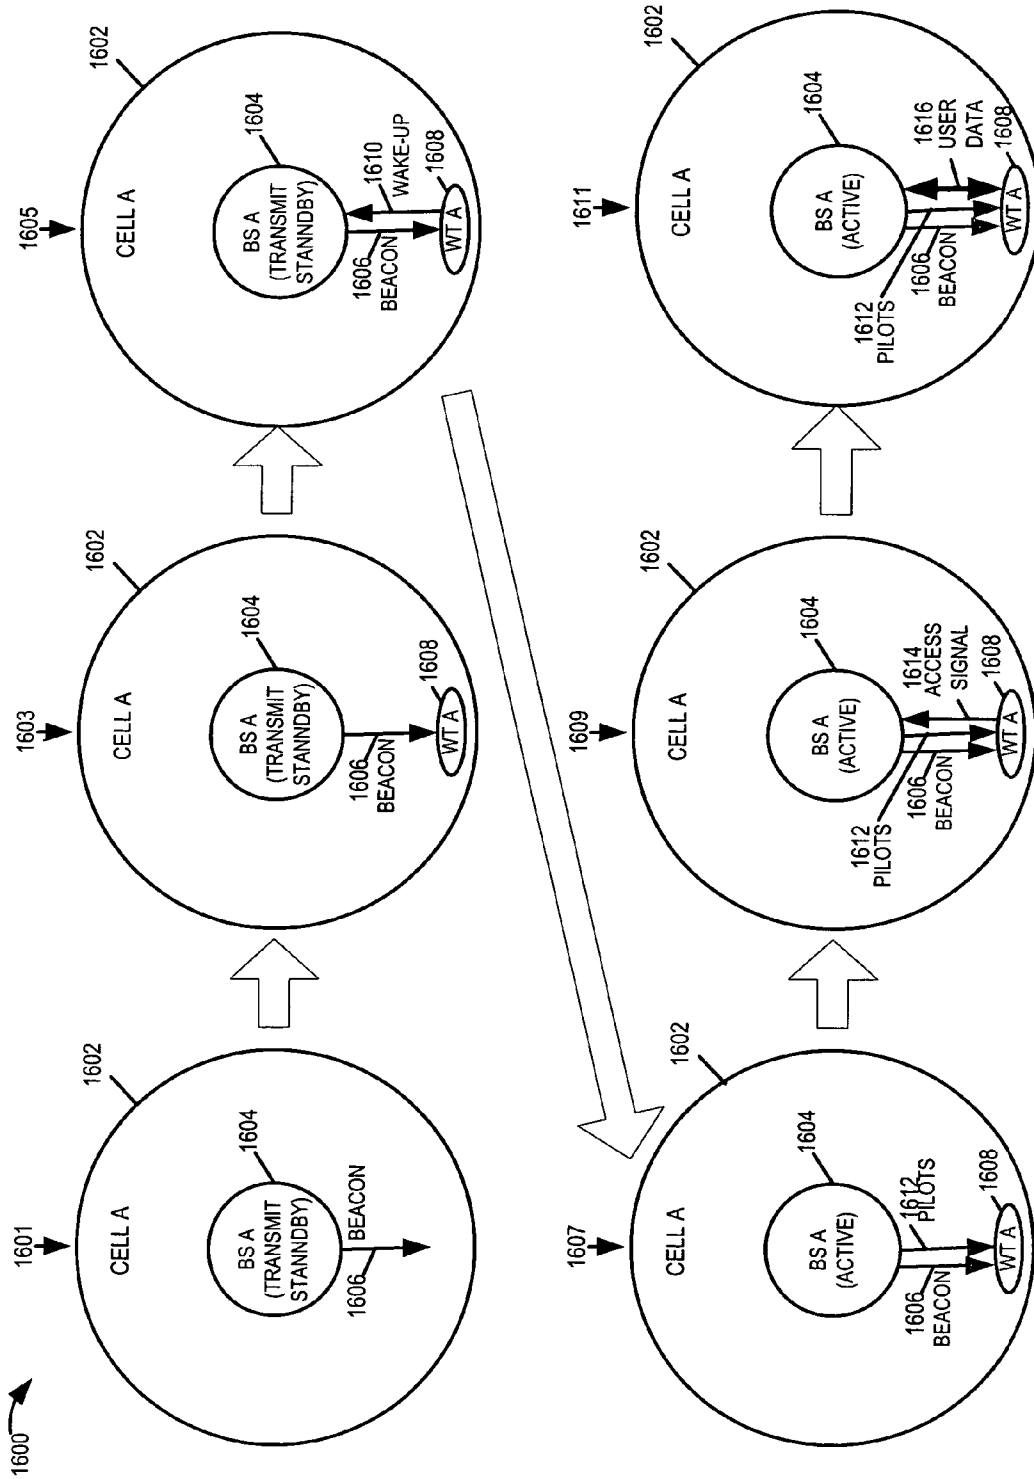 1600
1601
CELL A
1602
BS A
(TRANSMIT
STANNDBY)
1604
1606
BEACON
1603
CELL A
1602
BS A
(TRANSMIT
STANNDBY)
1604
1606
BEACON
WT A
1608
1605
CELL A
1602
BS A
(TRANSMIT
STANNDBY)
1604
1606
BEACON
1610
WAKE-UP
WT A
1608
1607
CELL A
1602
BS A
(ACTIVE)
1604
1606
BEACON
1612
PILOTS
WT A
1608
1609
CELL A
1602
BS A
(ACTIVE)
1604
1612
PILOTS
1606
BEACON
1614
ACCESS
SIGNAL
WT A
1608
1611
CELL A
1602
BS A
(ACTIVE)
1604
1612
PILOTS
1606
BEACON
1616
USER
DATA
WT A
1608